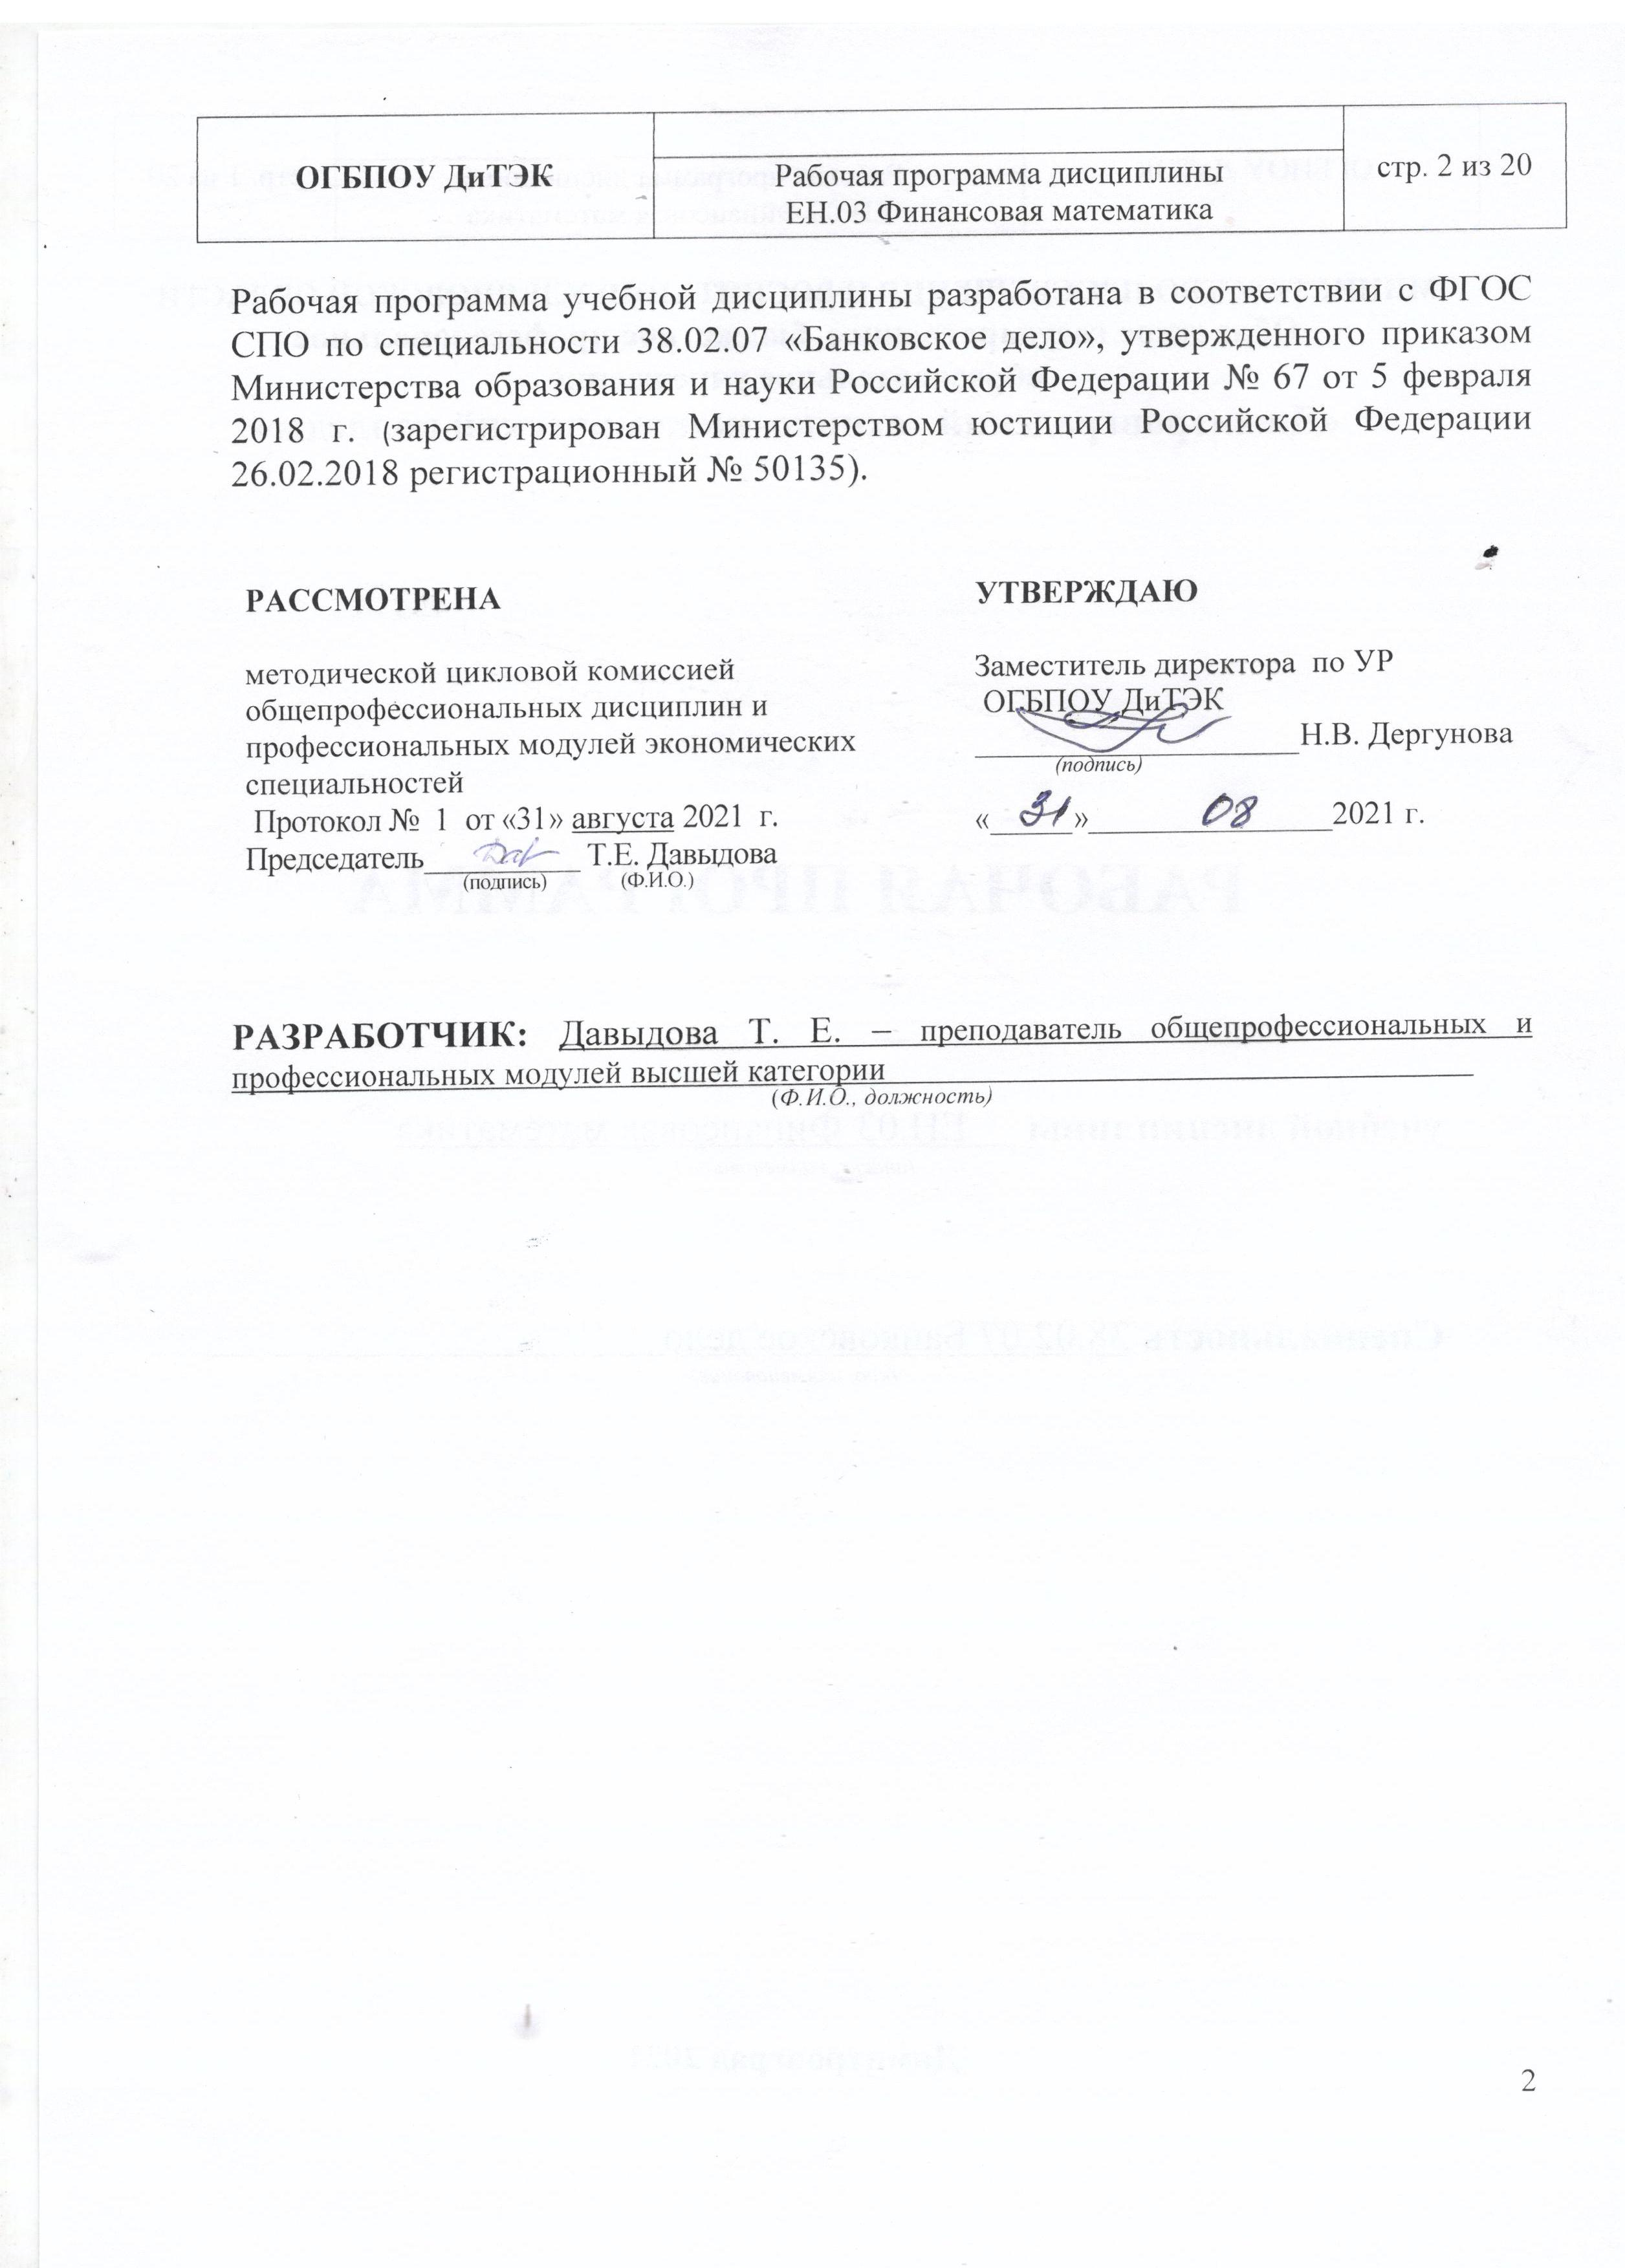 ОГБПОУ ДиТЭК
Рабочая программа дисциплины
ЕН.03 Финансовая математика
стр. 2 из 20
Рабочая программа учебной дисциплины разработана в соответствии с ФГОС
СПО по специальности 38.02.07 «Банковское дело», утвержденного приказом
Министерства образования и науки Российской Федерации № 67 от 5 февраля
2018 г. (зарегистрирован Министерством юстиции Российской Федерации
26.02.2018 регистрационный № 50135).
РАССМОТРЕНА
методической цикловой комиссией
общепрофессиональных дисциплин и
профессиональных модулей экономических
специальностей
Протокол № 1 от «31» августа 2021 г.
Председатель____________ Т.Е. Давыдова
(подпись) (Ф.И.О.)
УТВЕРЖДАЮ
Заместитель директора по УР
ОГБПОУ ДиТЭК
____________________Н.В. Дергунова
(подпись)
«31» 08 2021 г.
РАЗРАБОТЧИК: Давыдова Т. Е. – преподаватель общепрофессиональных и
профессиональных модулей высшей категории
(Ф.И.О., должность)
2